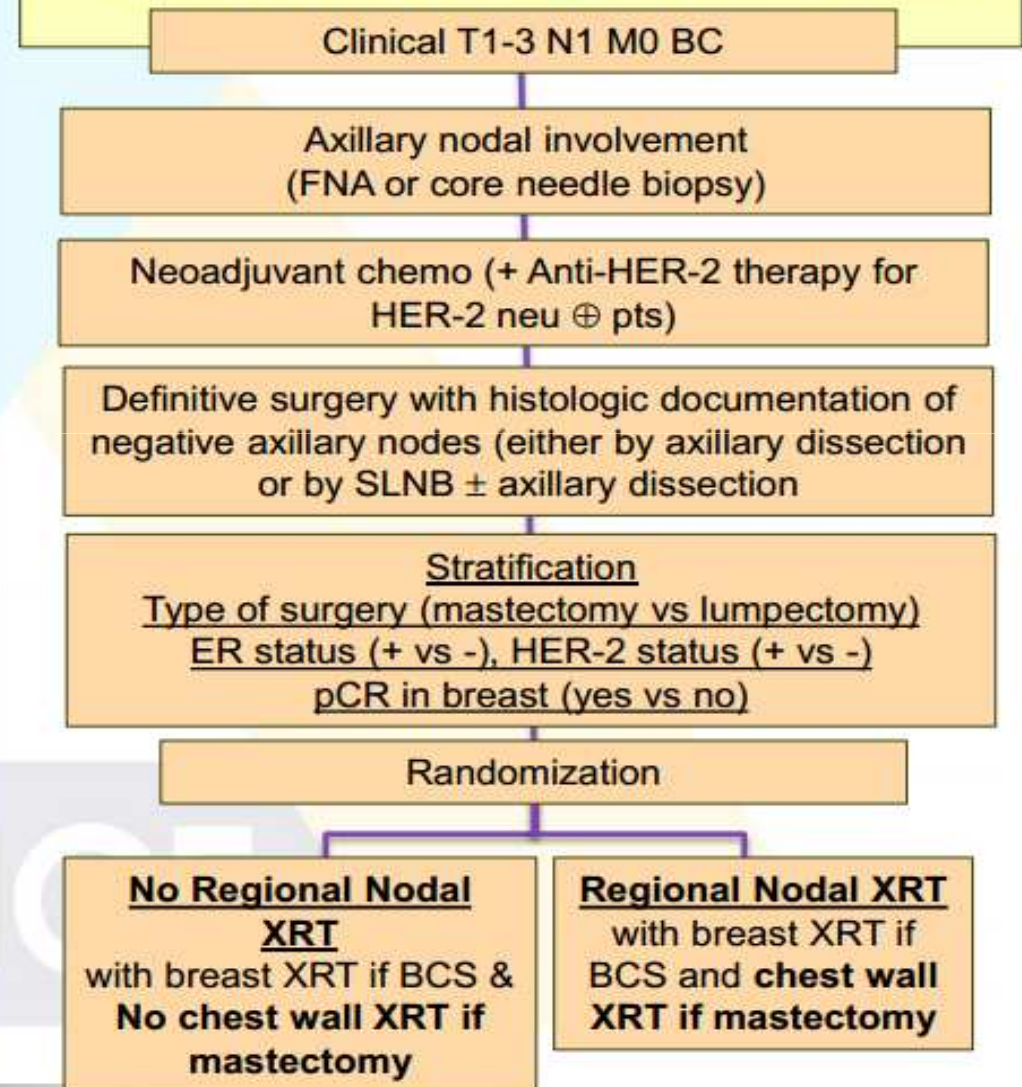 Clinical T1-3 N1 M0 BC
Axillary nodal involvement
(FNA or core needle biopsy)
Neoadjuvant chemo (+ Anti-HER-2 therapy for
HER-2 neu ⊕ pts)
Definitive surgery with histologic documentation of
negative axillary nodes (either by axillary dissection
or by SLNB ± axillary dissection
Stratification
Type of surgery (mastectomy vs lumpectomy)
ER status (+ vs -), HER-2 status (+ vs -)
pCR in breast (yes vs no)
Randomization
No Regional Nodal
XRT
with breast XRT if BCS &
No chest wall XRT if
mastectomy
Regional Nodal XRT
with breast XRT if
BCS and chest wall
XRT if mastectomy